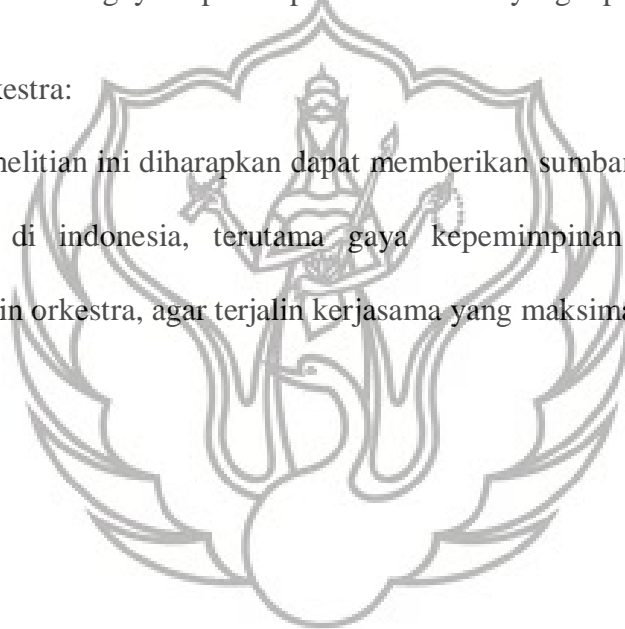 kestra:
nelitian ini diharapkan dapat memberikan sumban
di indonesia, terutama gaya kepemimpinan
in orkestra, agar terjalin kerjasama yang maksima